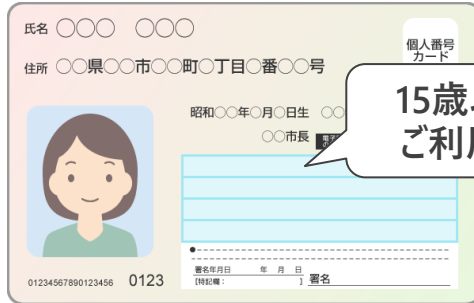 氏名 〇〇〇 〇〇〇
住所 〇〇県〇〇市〇〇町〇丁目〇番〇〇号
個人番号
カード
昭和〇〇年〇月〇日生 〇〇
〇〇市長
15歳
ご利
署名年月日 年 月 日
[特記欄: ] 署名
01234567890123456 0123